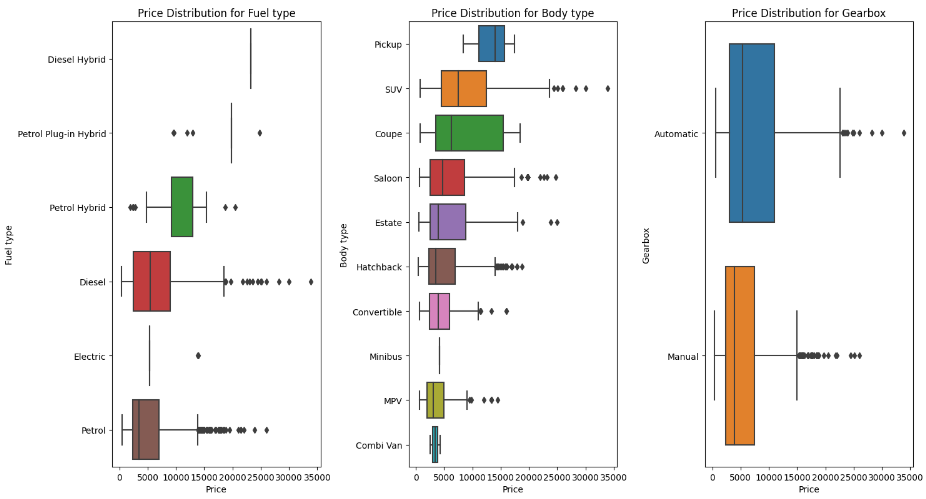 Price Distribution for Fuel type
Fuel type
Diesel Hybrid
Petrol Plug-in Hybrid
Petrol Hybrid
Diesel
Electric
Petrol
0 5000 10000 15000 20000 25000 30000 35000
Price
Price Distribution for Body type
Body type
Pickup
SUV
Coupe
Saloon
Estate
Hatchback
Convertible
Minibus
MPV
Combi Van
0 5000 10000 15000 20000 25000 30000 35000
Price
Price Distribution for Gearbox
Gearbox
Automatic
Manual
0 5000 10000 15000 20000 25000 30000 35000
Price